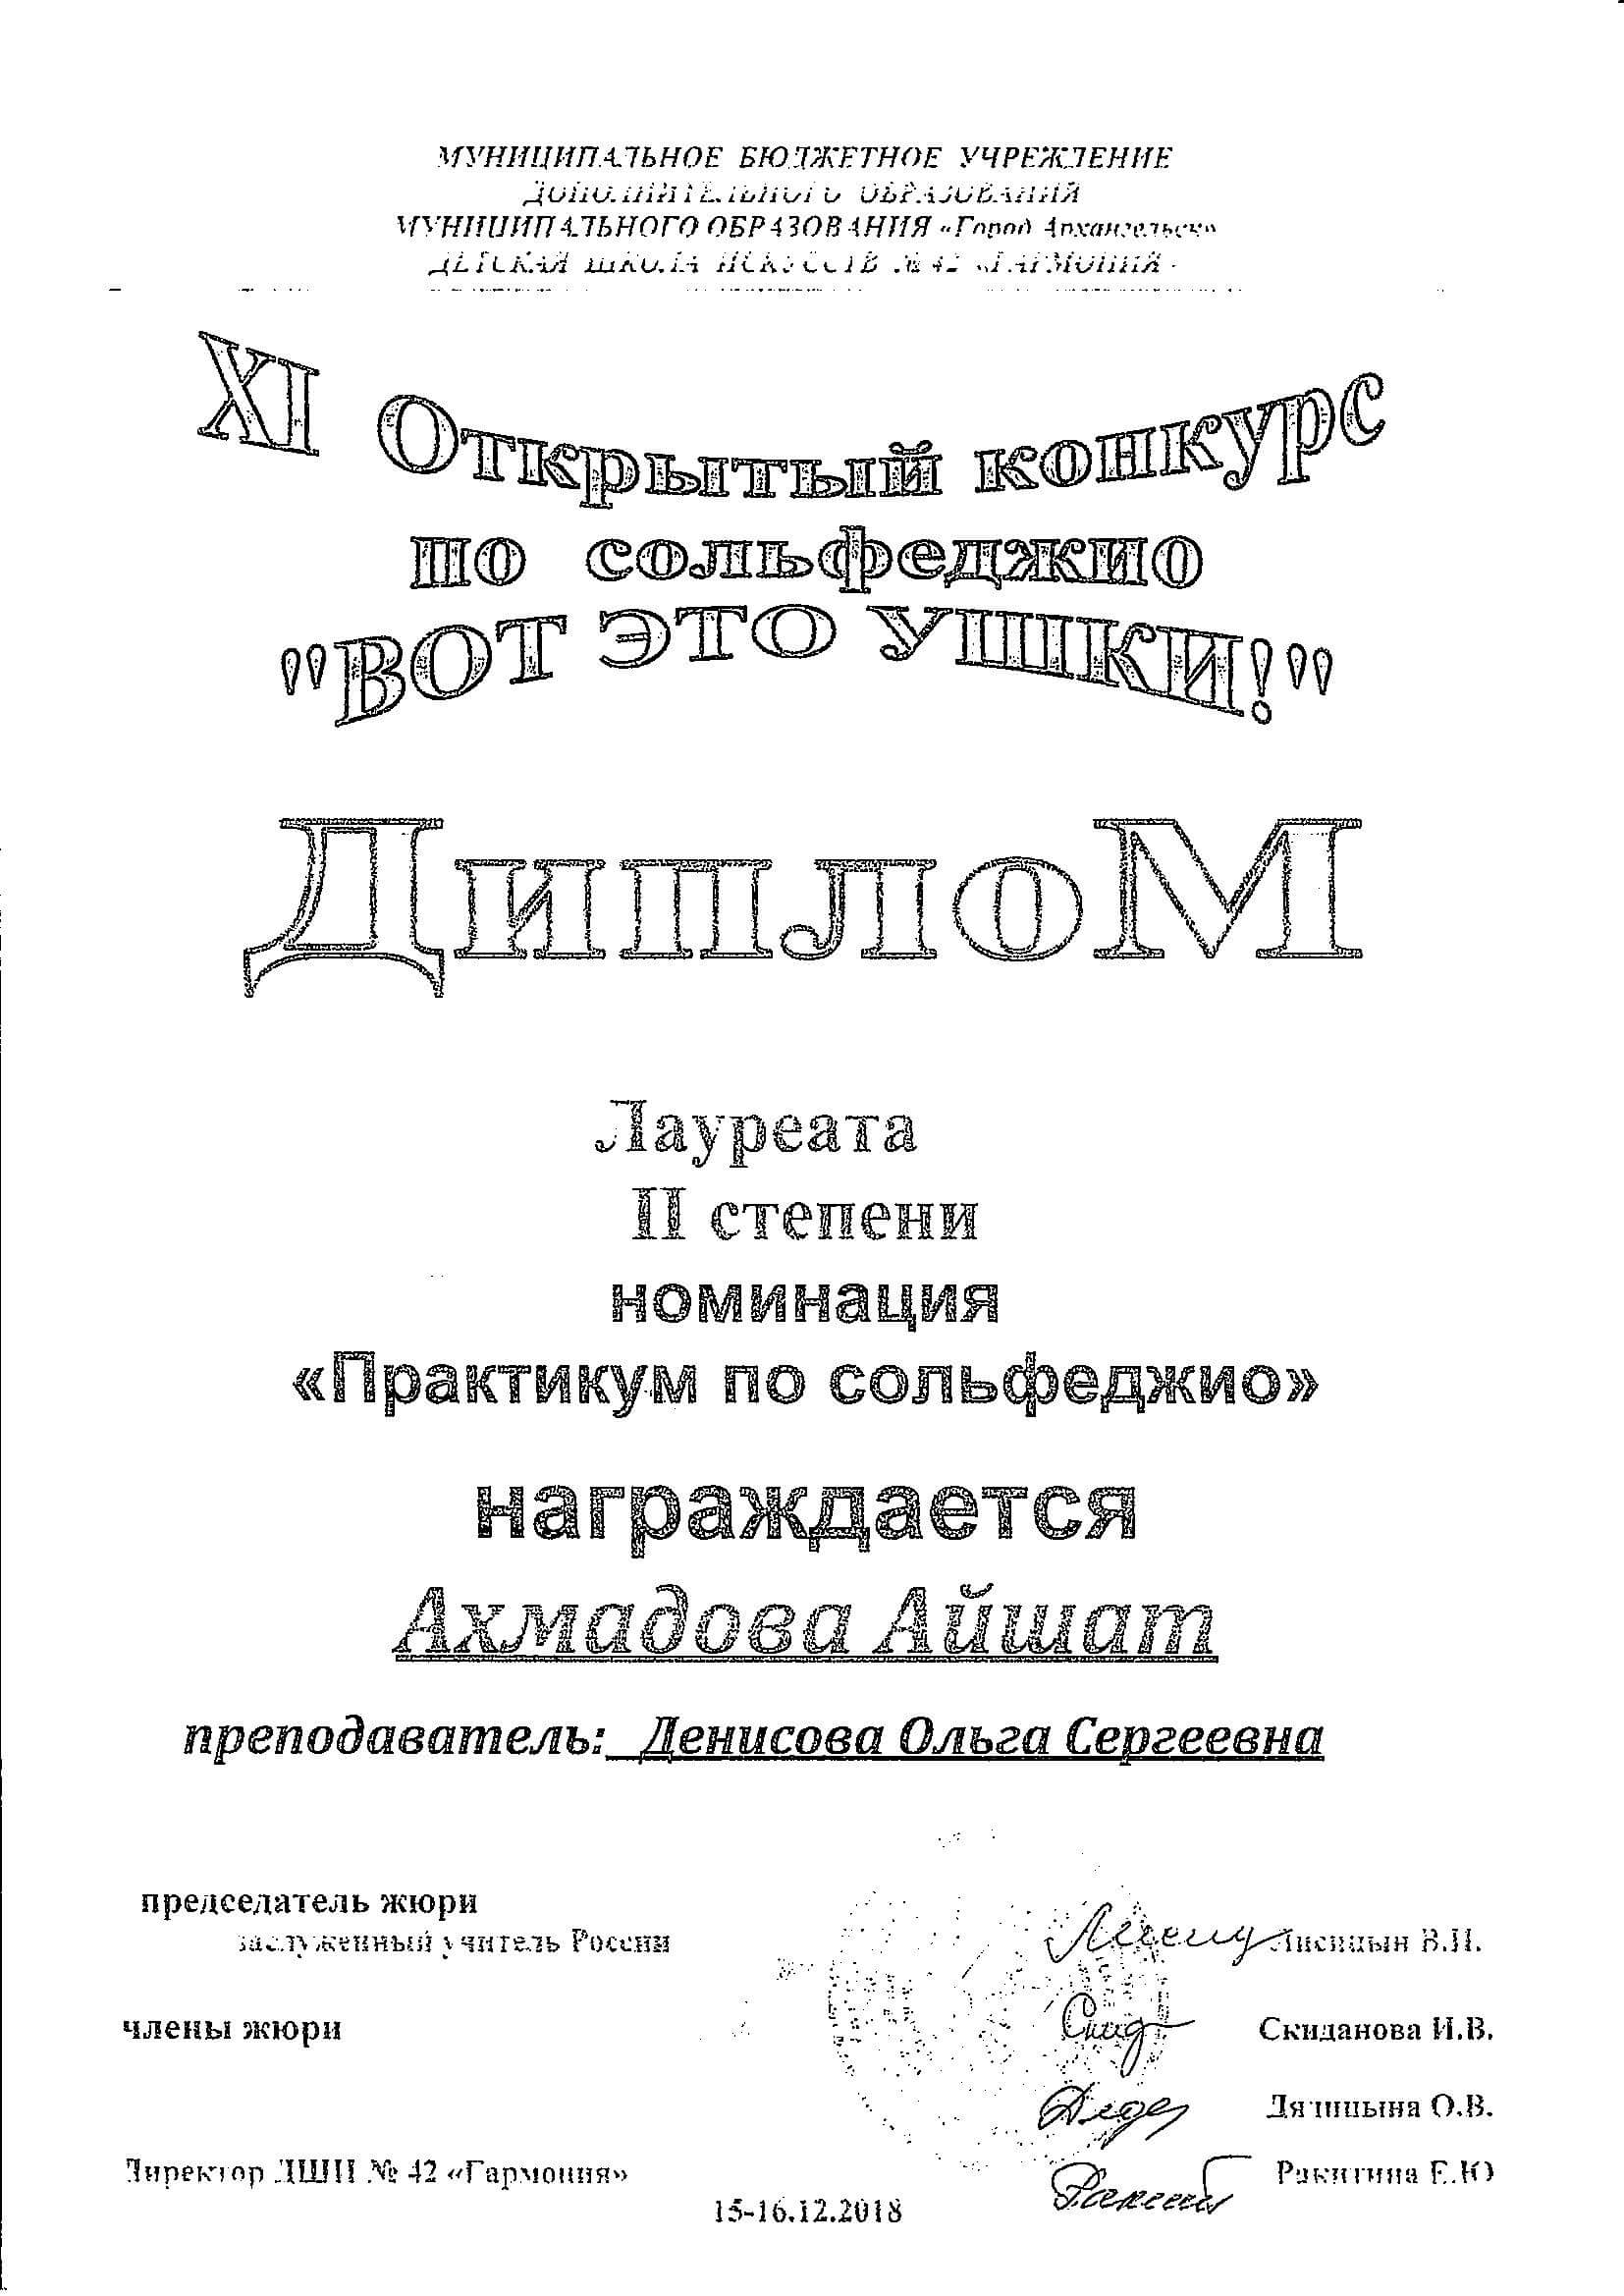 МУНИЦИПАЛЬНОЕ БЮДЖЕТНОЕ УЧРЕЖДЕНИЕ
ДОПОЛНИТЕЛЬНОГО ОБРАЗОВАНИЯ
МУНИЦИПАЛЬНОГО ОБРАЗОВАНИЯ «Город Архангельск»
ДЕТСКАЯ ШКОЛА ИСКУССТВ № 42 «ГАРМОНИЯ»
XI Открытый конкурс
по сольфеджио
"ВОТ ЭТО УШКИ!"
ДиплоМ
Лауреата
II степени
номинация
«Практикум по сольфеджио»
награждается
Ахмадова Айшат
преподаватель: Денисова Ольга Сергеевна
председатель жюри
заслуженный учитель России Лисицын В.П.
члены жюри Скиданова И.В.
О.В.
Директор ДШИ № 42 «Гармония» Ракитина Е.Ю
15-16.12.2018